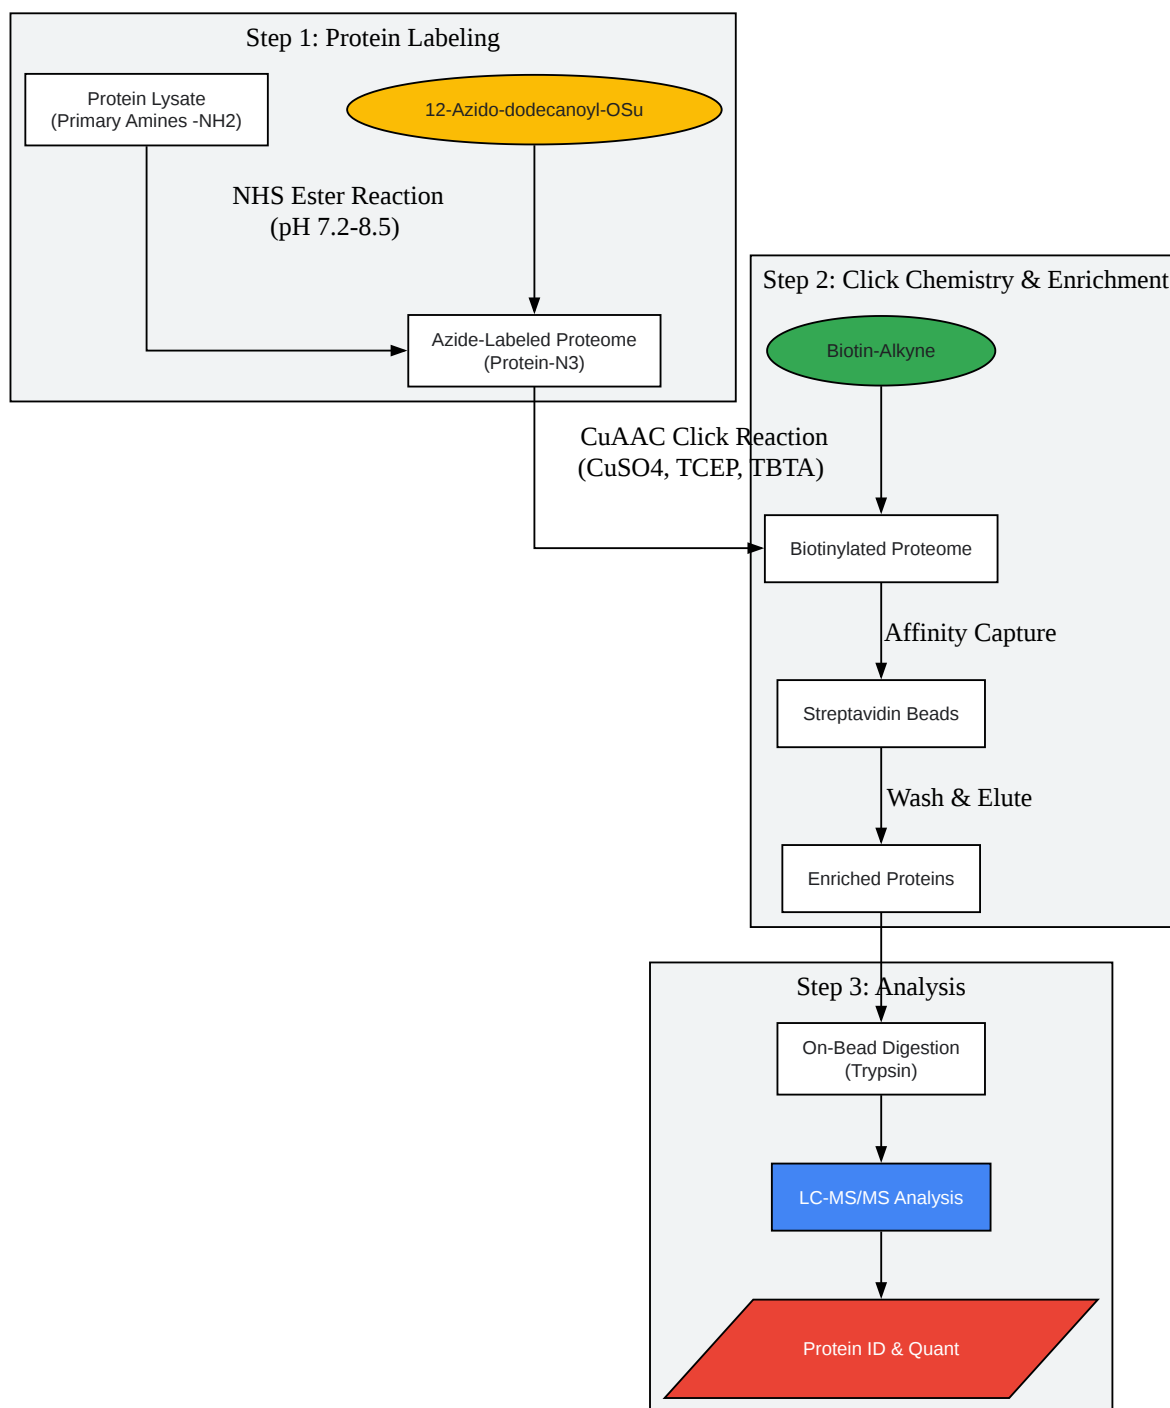 Step 1: Protein Labeling
Protein Lysate
(Primary Amines -NH2)
12-Azido-dodecanoyl-OSu
NHS Ester Reaction
(pH 7.2-8.5)
Azide-Labeled Proteome
(Protein-N3)
Step 2: Click Chemistry & Enrichment
Biotin-Alkyne
CuAAC Click Reaction
(CuSO4, TCEP, TBTA)
Biotinylated Proteome
Affinity Capture
Streptavidin Beads
Wash & Elute
Enriched Proteins
Step 3: Analysis
On-Bead Digestion
(Trypsin)
LC-MS/MS Analysis
Protein ID & Quant